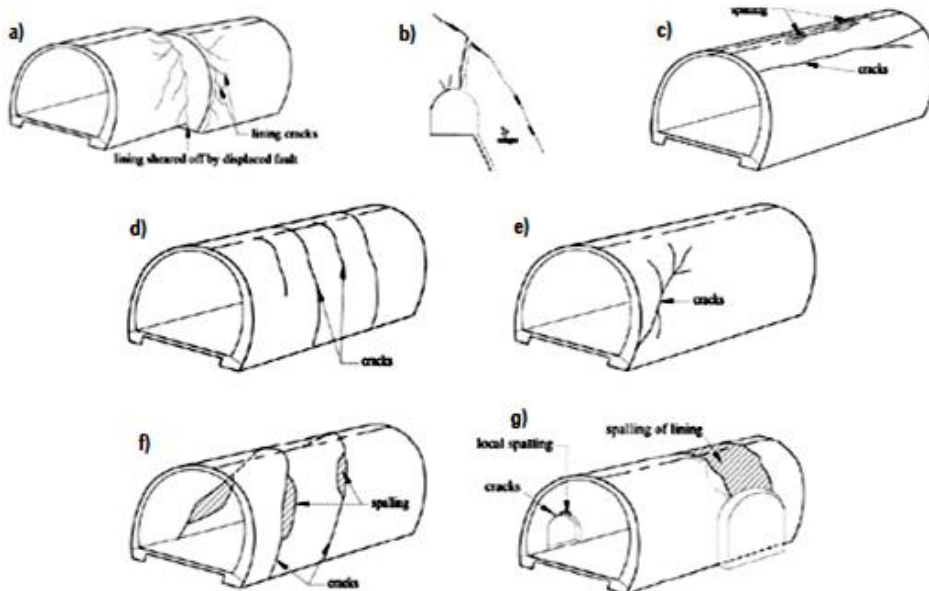 a)
lining cracks
lining sheared off by displaced fault
b)
c)
spalling
cracks
d)
cracks
e)
cracks
f)
spalling
cracks
g)
spalling of lining
local spalling
cracks